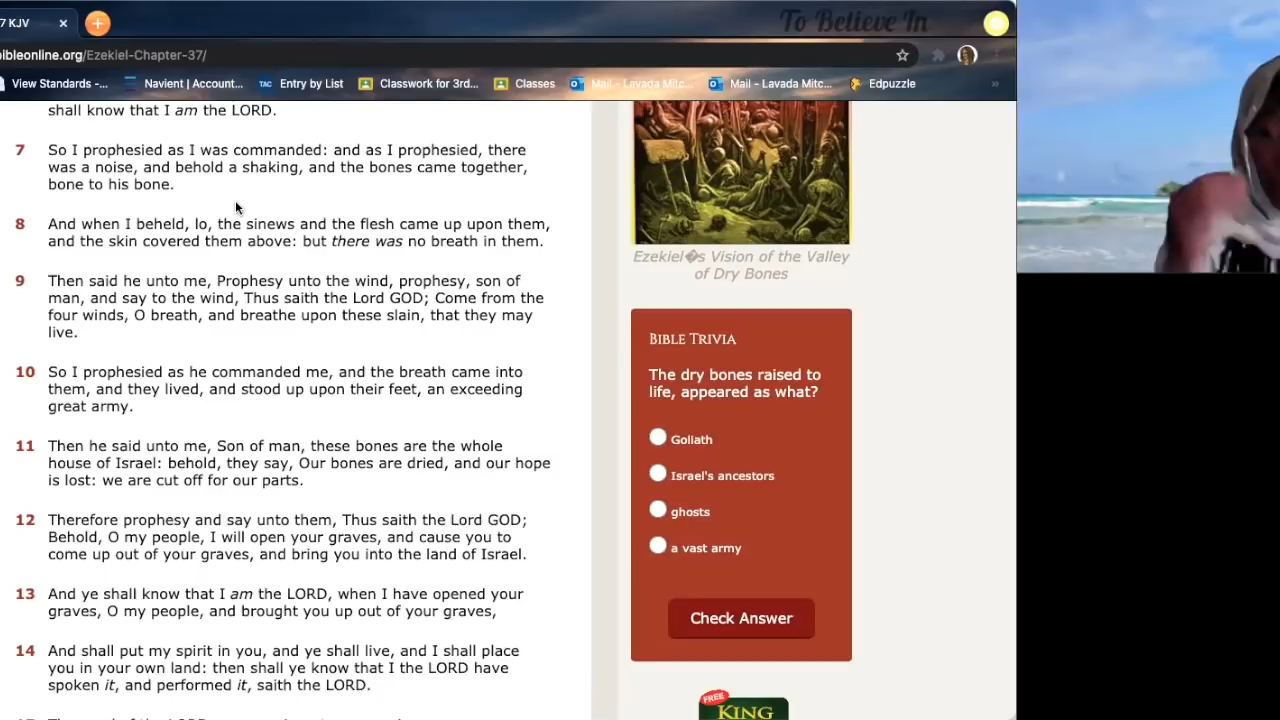 7 KJV
To Believe In
bibleonline.org/Ezekiel-Chapter-37/
View Standards -...
Navient | Account...
TAC
Entry by List
Classwork for 3rd...
Classes
Mail - Lavada Mitc...
Mail - Lavada Mitc...
Edpuzzle
»
shall know that I am the LORD.
7 So I prophesied as I was commanded: and as I prophesied, there
was a noise, and behold a shaking, and the bones came together,
bone to his bone.
8 And when I beheld, lo, the sinews and the flesh came up upon them,
and the skin covered them above: but there was no breath in them.
9 Then said he unto me, Prophesy unto the wind, prophesy, son of
man, and say to the wind, Thus saith the Lord GOD; Come from the
four winds, O breath, and breathe upon these slain, that they may
live.
10 So I prophesied as he commanded me, and the breath came into
them, and they lived, and stood up upon their feet, an exceeding
great army.
11 Then he said unto me, Son of man, these bones are the whole
house of Israel: behold, they say, Our bones are dried, and our hope
is lost: we are cut off for our parts.
12 Therefore prophesy and say unto them, Thus saith the Lord GOD;
Behold, O my people, I will open your graves, and cause you to
come up out of your graves, and bring you into the land of Israel.
13 And ye shall know that I am the LORD, when I have opened your
graves, O my people, and brought you up out of your graves,
14 And shall put my spirit in you, and ye shall live, and I shall place
you in your own land: then shall ye know that I the LORD have
spoken it, and performed it, saith the LORD.
Ezekiel�s Vision of the Valley
of Dry Bones
BIBLE TRIVIA
The dry bones raised to
life, appeared as what?
Goliath
Israel's ancestors
ghosts
a vast army
Check Answer
FREE
KING